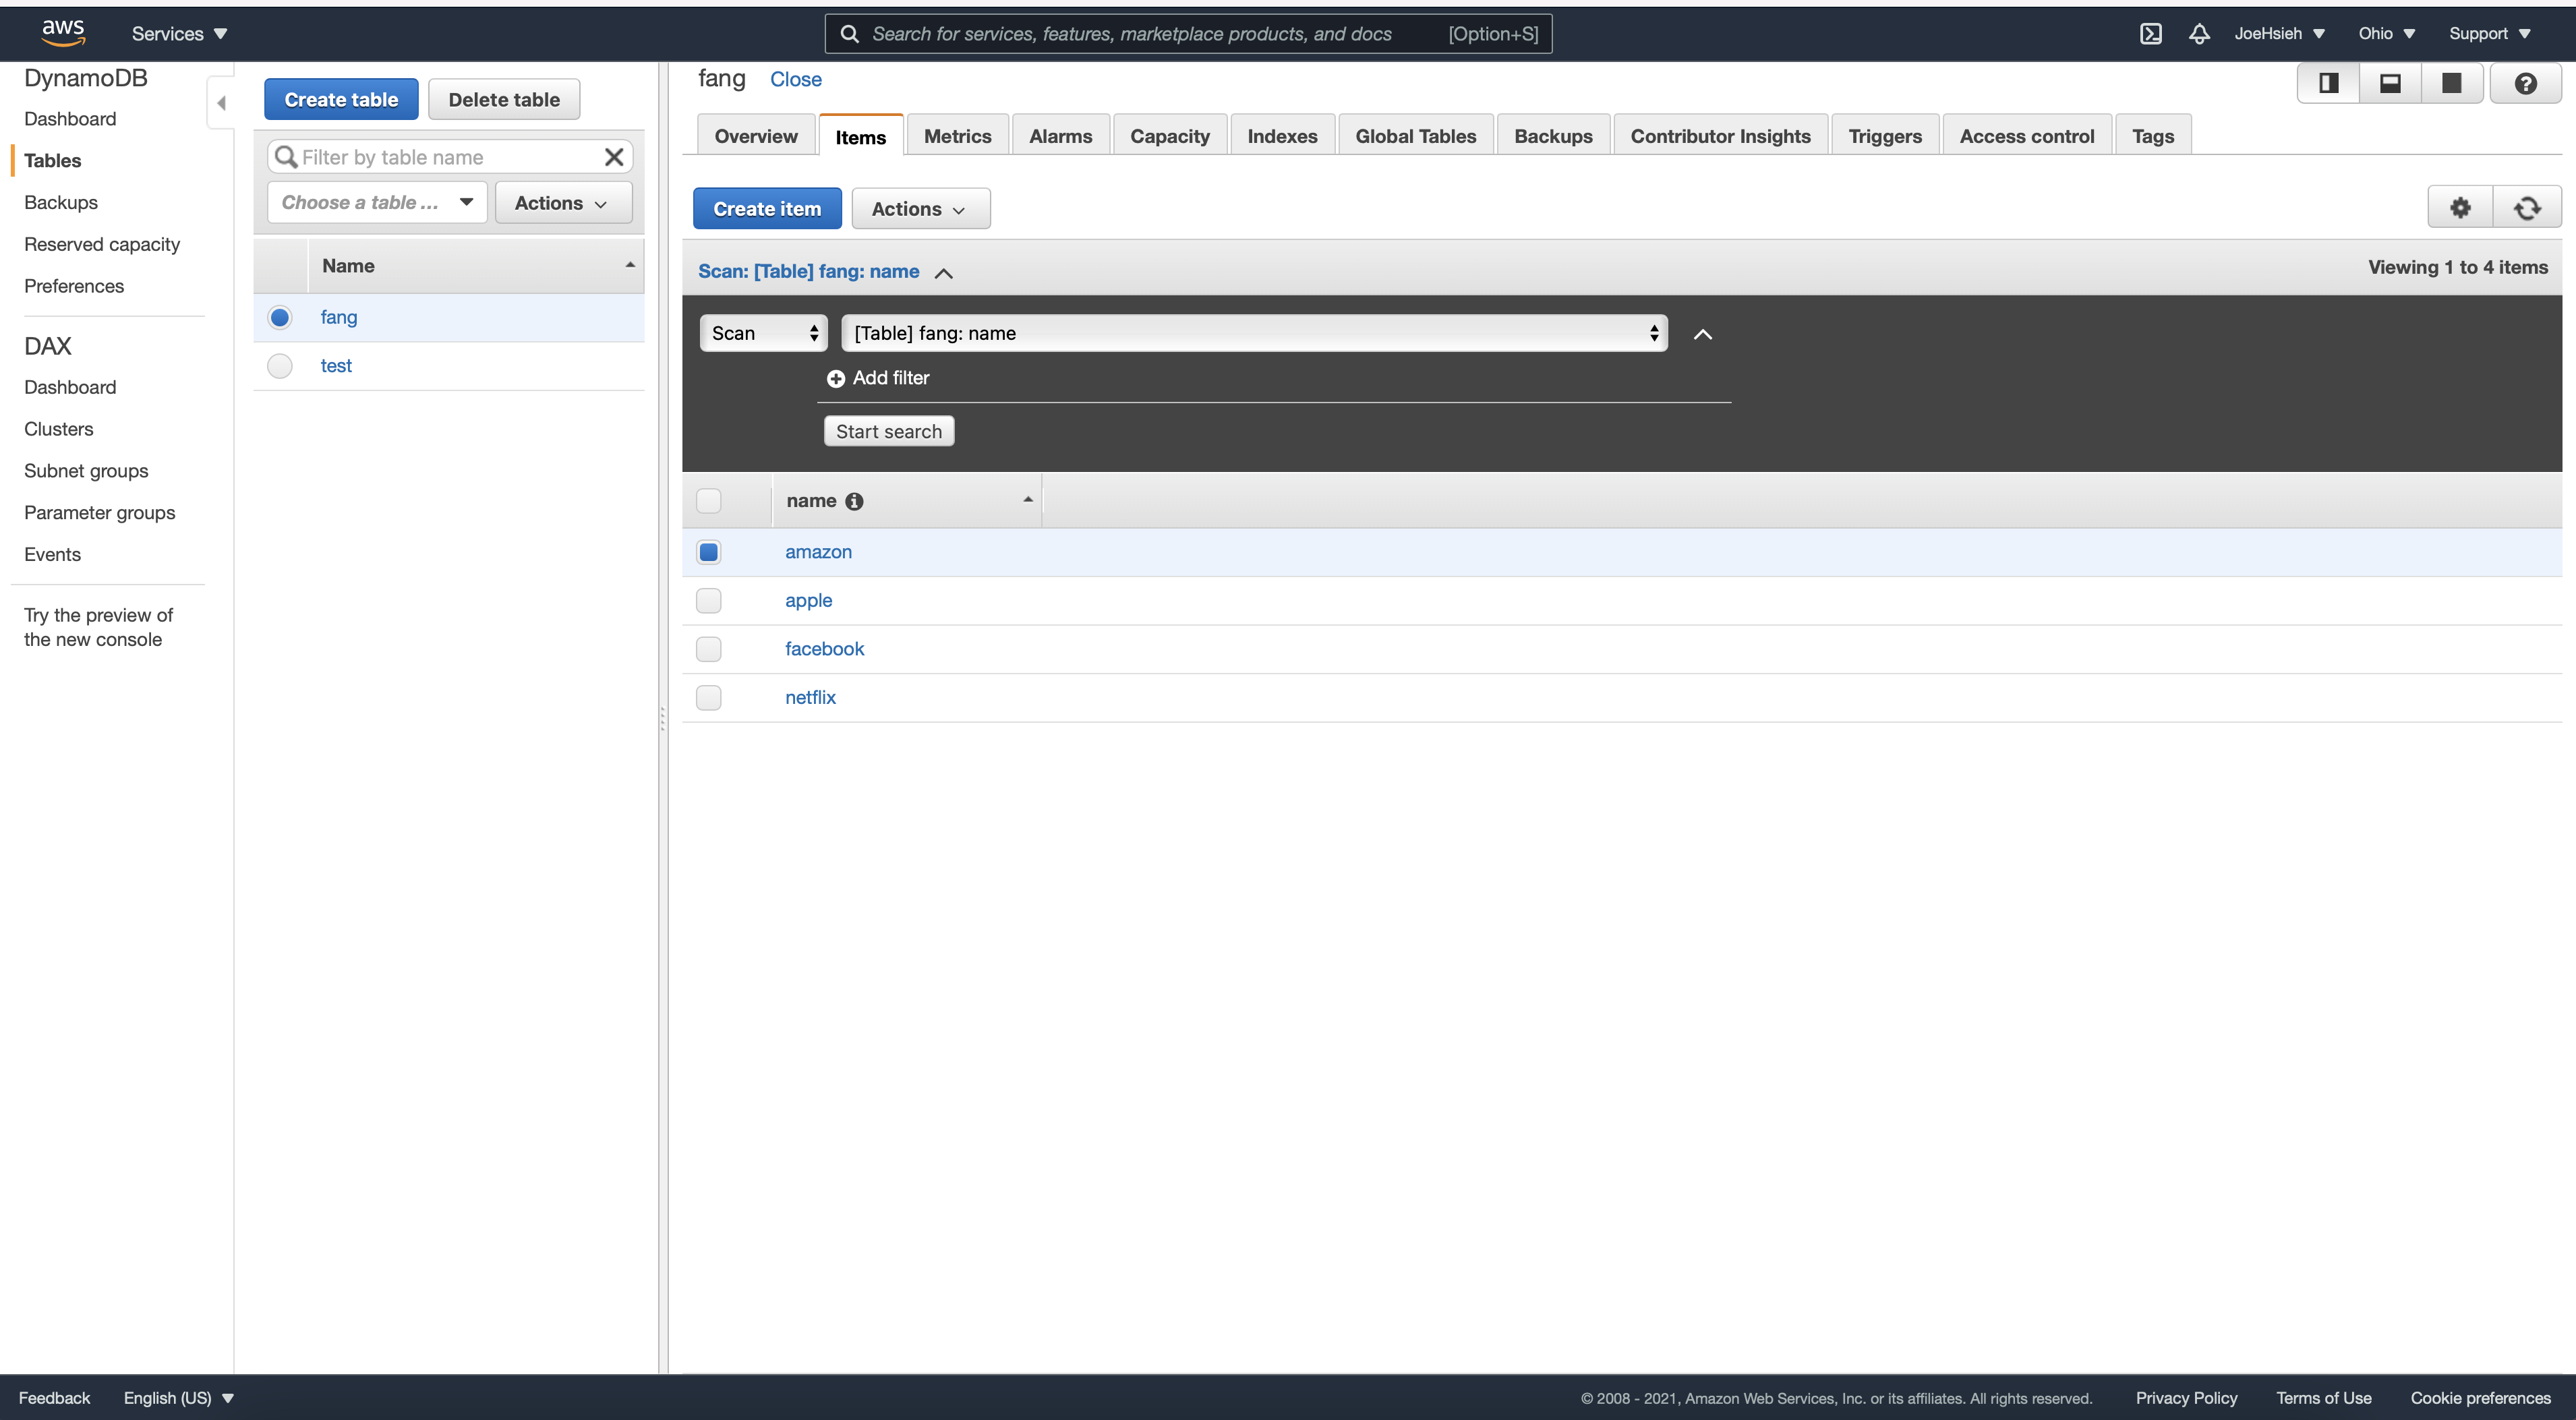 aws Services Search for services, features, marketplace products, and docs [Option+S] JoeHsieh Ohio Support
DynamoDB
Dashboard
Tables
Backups
Reserved capacity
Preferences
DAX
Dashboard
Clusters
Subnet groups
Parameter groups
Events
Try the preview of
the new console
Create table Delete table
Filter by table name
Choose a table ... Actions
Name
fang
test
fang Close
Overview Items Metrics Alarms Capacity Indexes Global Tables Backups Contributor Insights Triggers Access control Tags
Create item Actions
Scan: [Table] fang: name Viewing 1 to 4 items
Scan [Table] fang: name
Add filter
Start search
name
amazon
apple
facebook
netflix
Feedback English (US) © 2008 - 2021, Amazon Web Services, Inc. or its affiliates. All rights reserved. Privacy Policy Terms of Use Cookie preferences